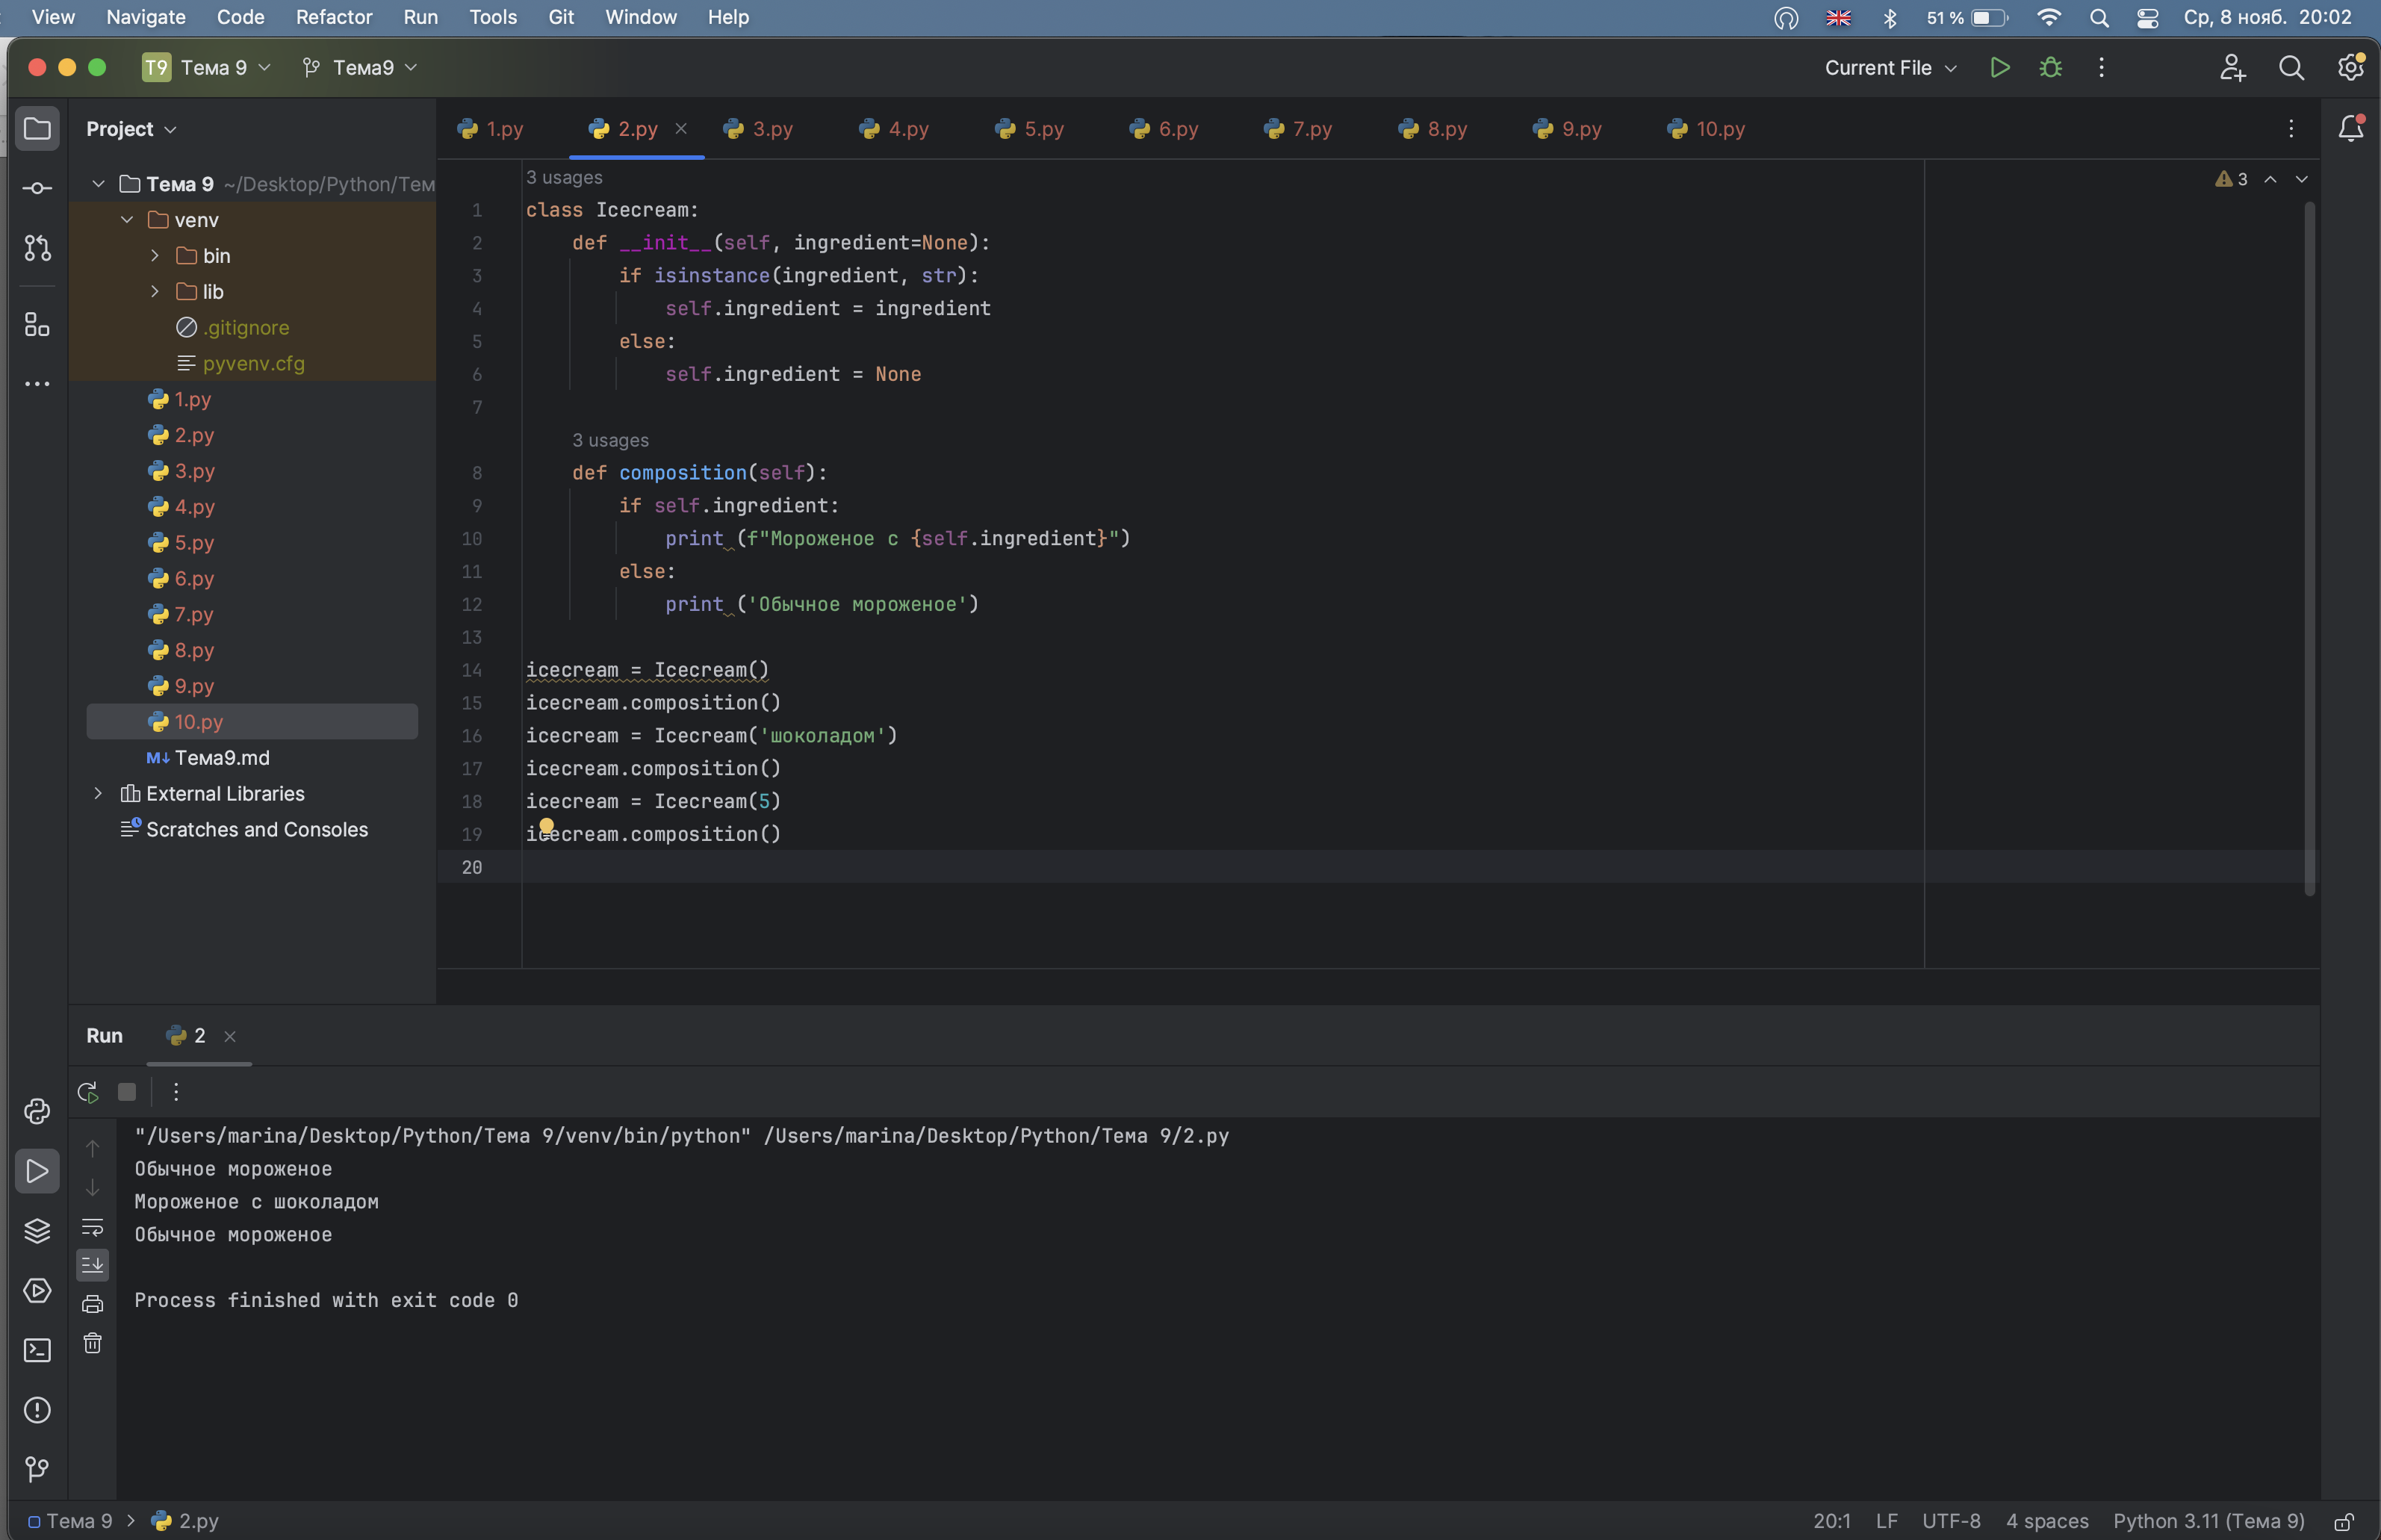 View Navigate Code Refactor Run Tools Git Window Help 51 % Ср, 8 нояб. 20:02
T9 Тема 9 Тема9 Current File
Project
1.py 2.py 3.py 4.py 5.py 6.py 7.py 8.py 9.py 10.py
Тема 9 ~/Desktop/Python/Тем
venv
bin
lib
.gitignore
pyvenv.cfg
1.py
2.py
3.py
4.py
5.py
6.py
7.py
8.py
9.py
10.py
M↓ Тема9.md
External Libraries
Scratches and Consoles
3 usages
3
1 class Icecream:
2 def __init__(self, ingredient=None):
3 if isinstance(ingredient, str):
4 self.ingredient = ingredient
5 else:
6 self.ingredient = None
7
3 usages
8 def composition(self):
9 if self.ingredient:
10 print (f"Мороженое с {self.ingredient}")
11 else:
12 print ('Обычное мороженое')
13
14 icecream = Icecream()
15 icecream.composition()
16 icecream = Icecream('шоколадом')
17 icecream.composition()
18 icecream = Icecream(5)
19 icecream.composition()
20
Run 2
"/Users/marina/Desktop/Python/Тема 9/venv/bin/python" /Users/marina/Desktop/Python/Тема 9/2.py
Обычное мороженое
Мороженое с шоколадом
Обычное мороженое
Process finished with exit code 0
Тема 9 > 2.py 20:1 LF UTF-8 4 spaces Python 3.11 (Тема 9)